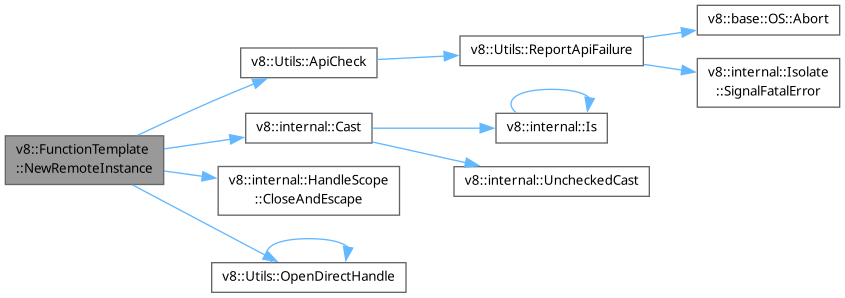 v8::FunctionTemplate
::NewRemoteInstance
v8::Utils::ApiCheck
v8::Utils::ReportApiFailure
v8::base::OS::Abort
v8::internal::Isolate
::SignalFatalError
v8::internal::Cast
v8::internal::Is
v8::internal::UncheckedCast
v8::internal::HandleScope
::CloseAndEscape
v8::Utils::OpenDirectHandle